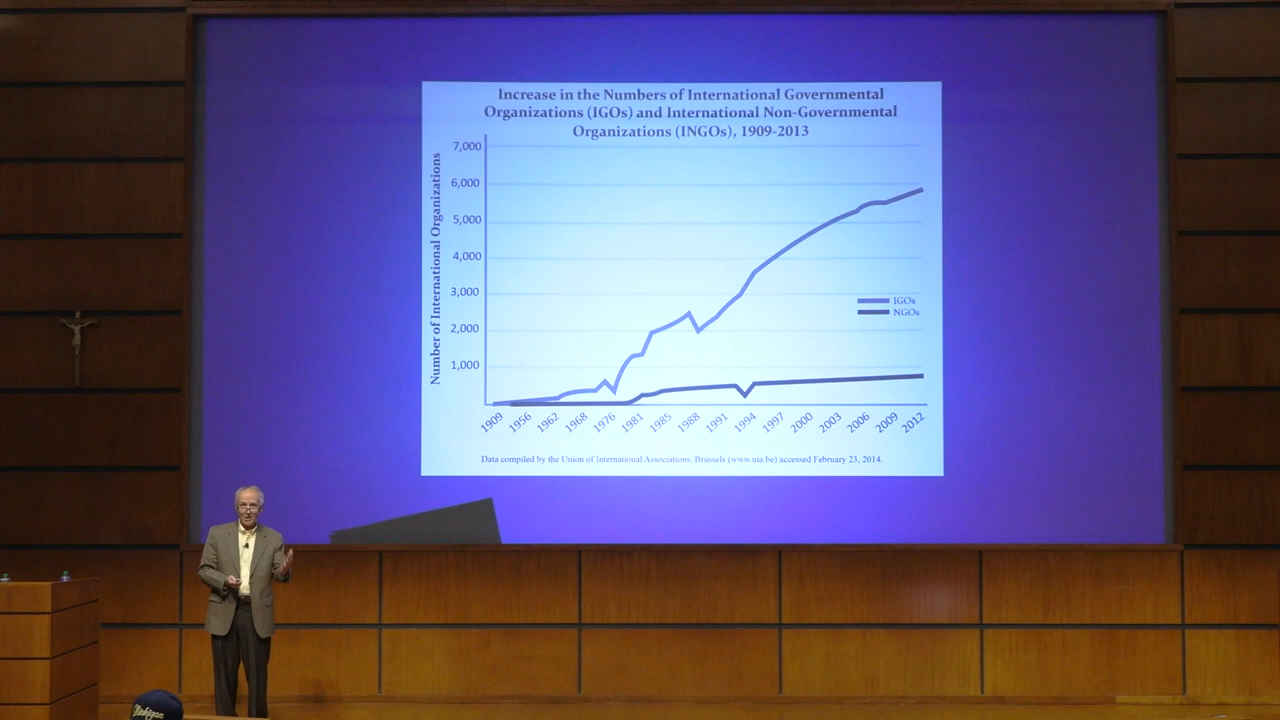 Increase in the Numbers of International Governmental
Organizations (IGOs) and International Non-Governmental
Organizations (INGOs), 1909-2013
Number of International Organizations
7,000
6,000
5,000
4,000
3,000
2,000
1,000
IGOs
NGOs
1909 1956 1962 1968 1976 1981 1985 1988 1991 1994 1997 2000 2003 2006 2009 2012
Data compiled by the Union of International Associations, Brussels (www.uia.be) accessed February 23, 2014.
Michigan